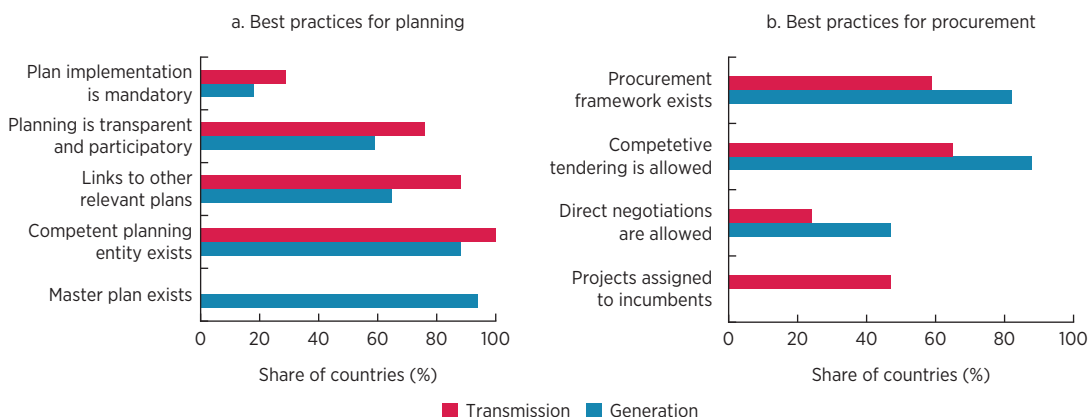 a. Best practices for planning
Plan implementation
is mandatory
Planning is transparent
and participatory
Links to other
relevant plans
Competent planning
entity exists
Master plan exists
0 20 40 60 80 100
Share of countries (%)
b. Best practices for procurement
Procurement
framework exists
Competetive
tendering is allowed
Direct negotiations
are allowed
Projects assigned
to incumbents
0 20 40 60 80 100
Share of countries (%)
Transmission Generation